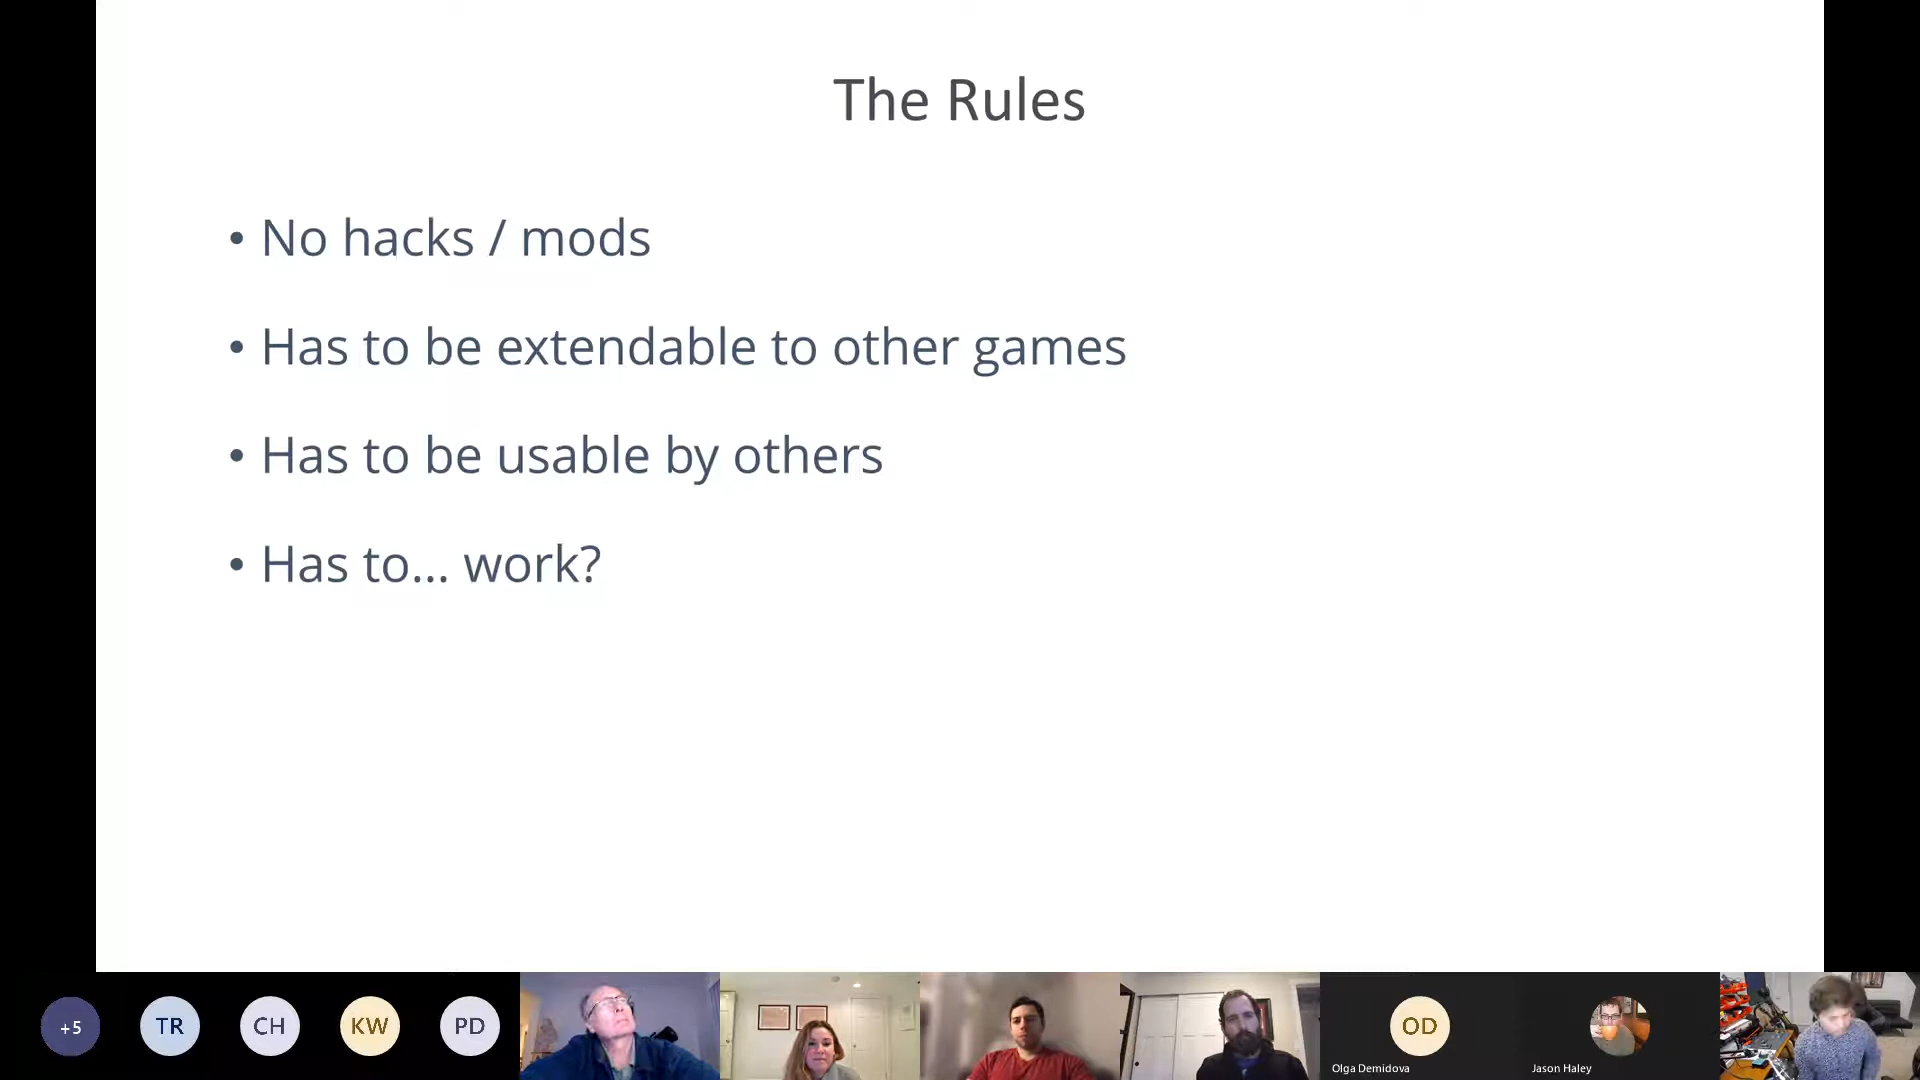 The Rules
• No hacks / mods
• Has to be extendable to other games
• Has to be usable by others
• Has to... work?
+5
TR
CH
KW
PD
OD
Olga Demidova
Jason Haley